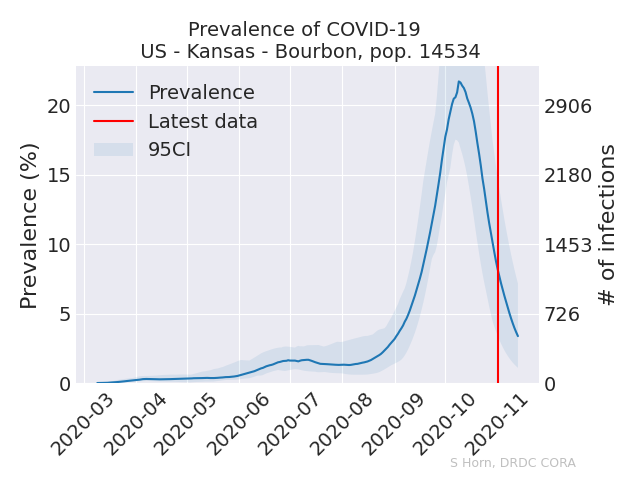 Prevalence of COVID-19
US - Kansas - Bourbon, pop. 14534
Prevalence
Latest data
95CI
Prevalence (%)
20
15
10
5
0
2906
2180
1453
726
0
# of infections
2020-03
2020-04
2020-05
2020-06
2020-07
2020-08
2020-09
2020-10
2020-11
S Horn, DRDC CORA